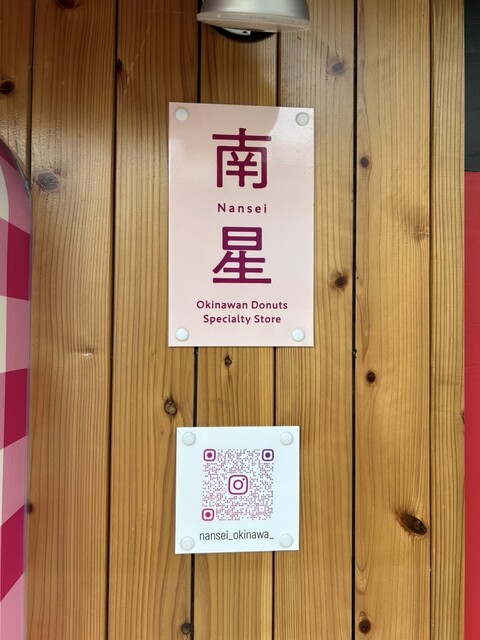 南
Nansei
星
Okinawan Donuts
Specialty Store
nansei_okinawa_